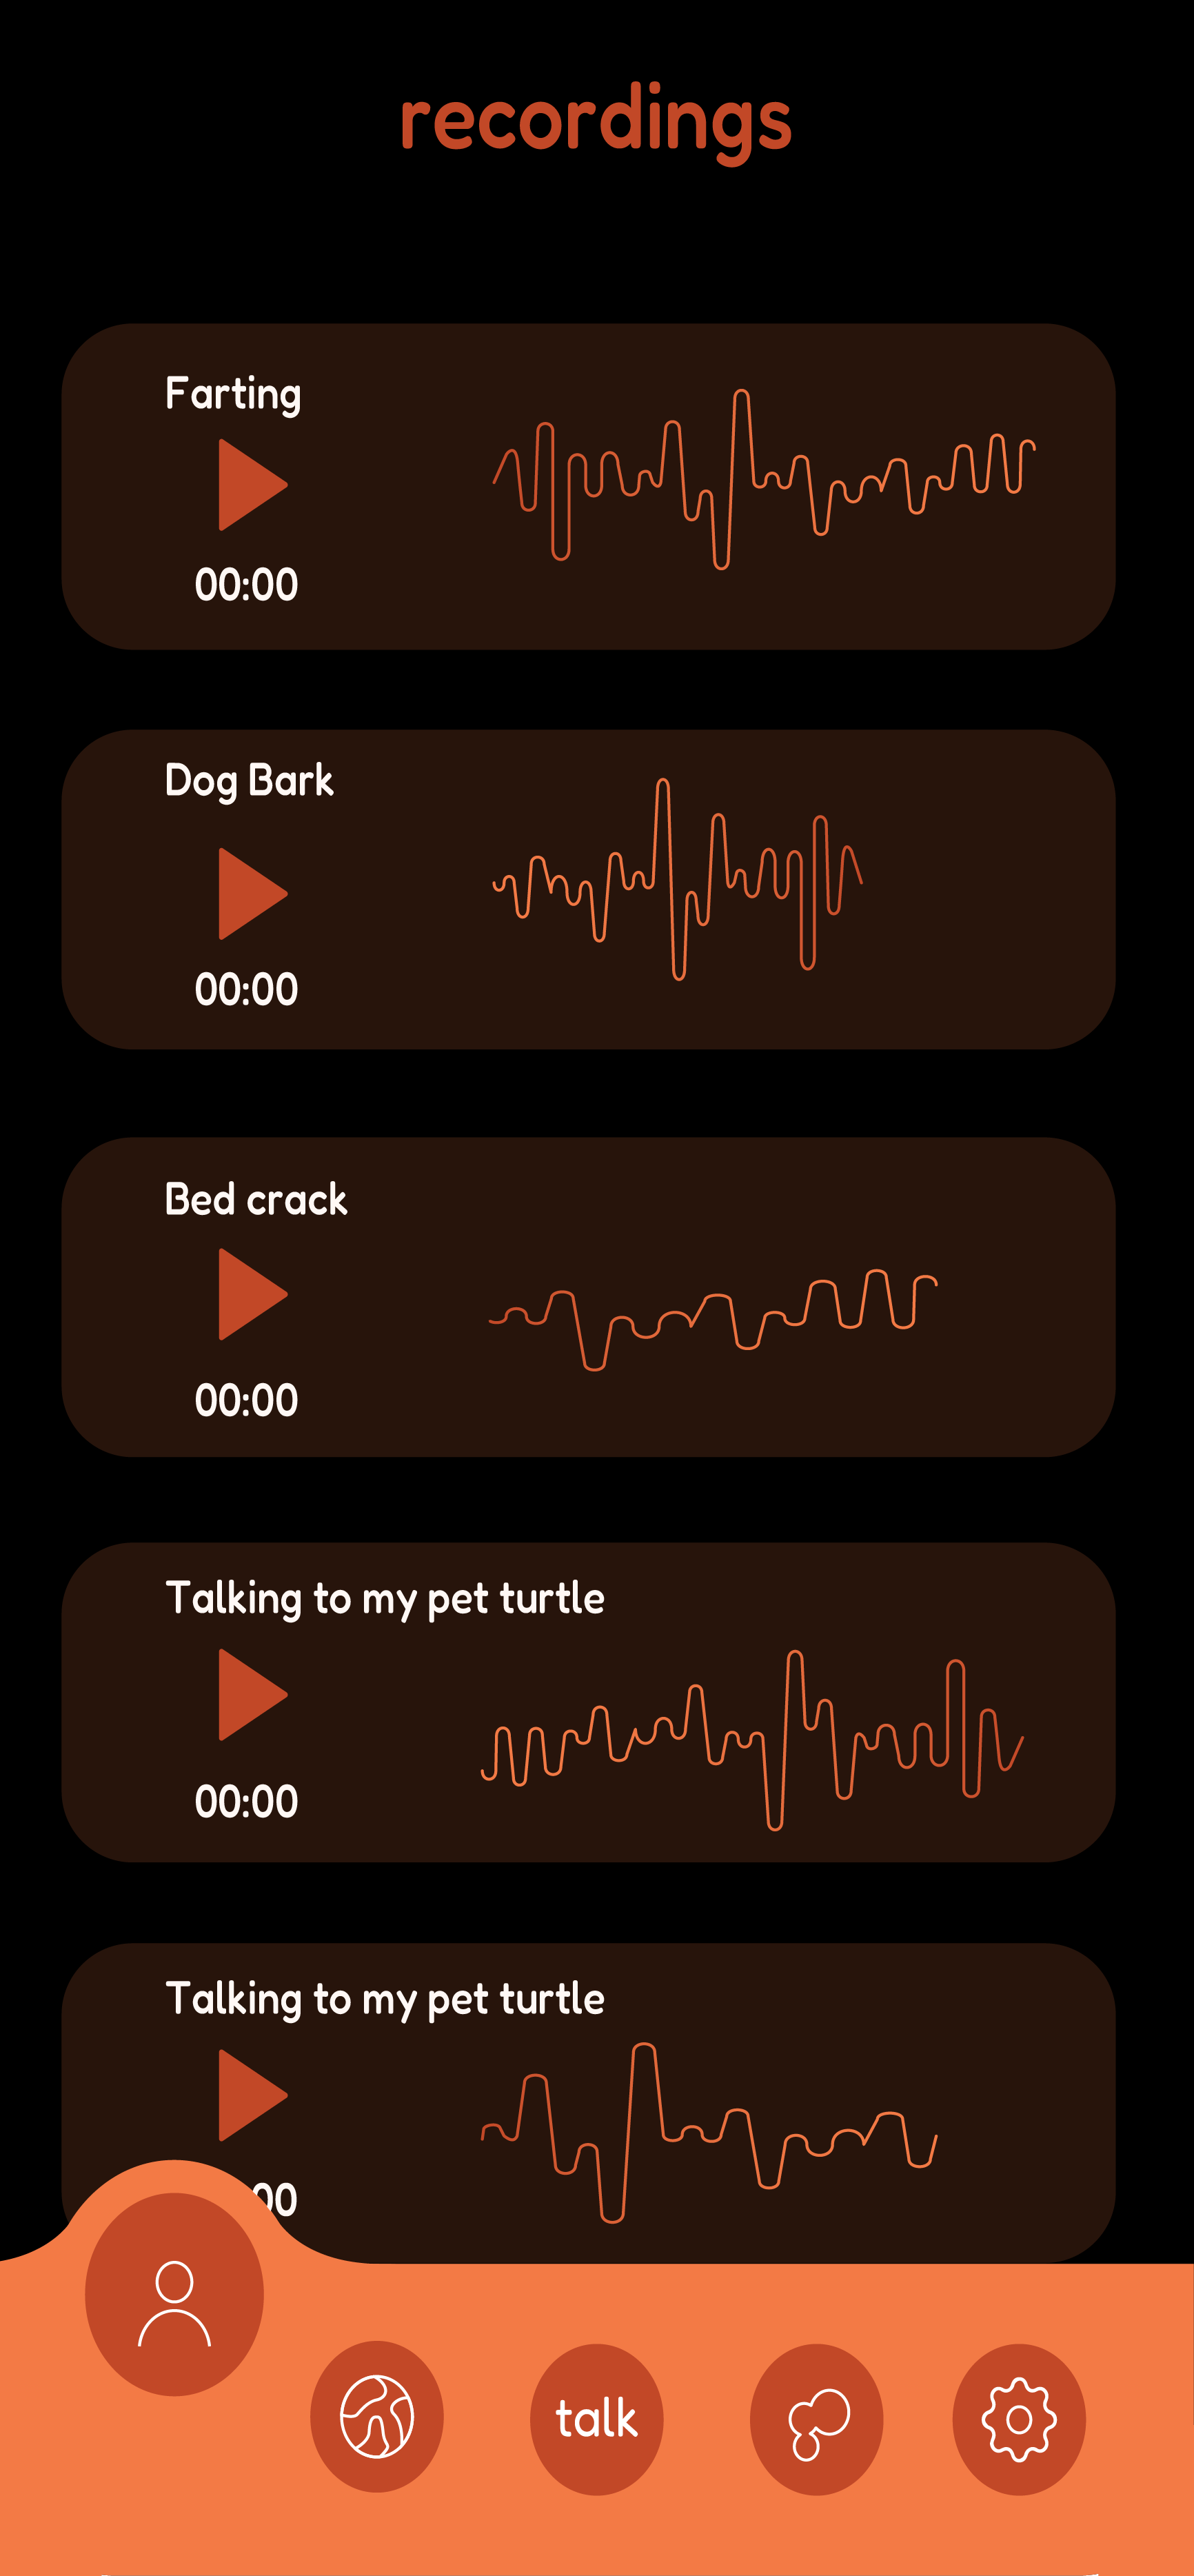 recordings
Farting
00:00
Dog Bark
00:00
Bed crack
00:00
Talking to my pet turtle
00:00
Talking to my pet turtle
00
talk